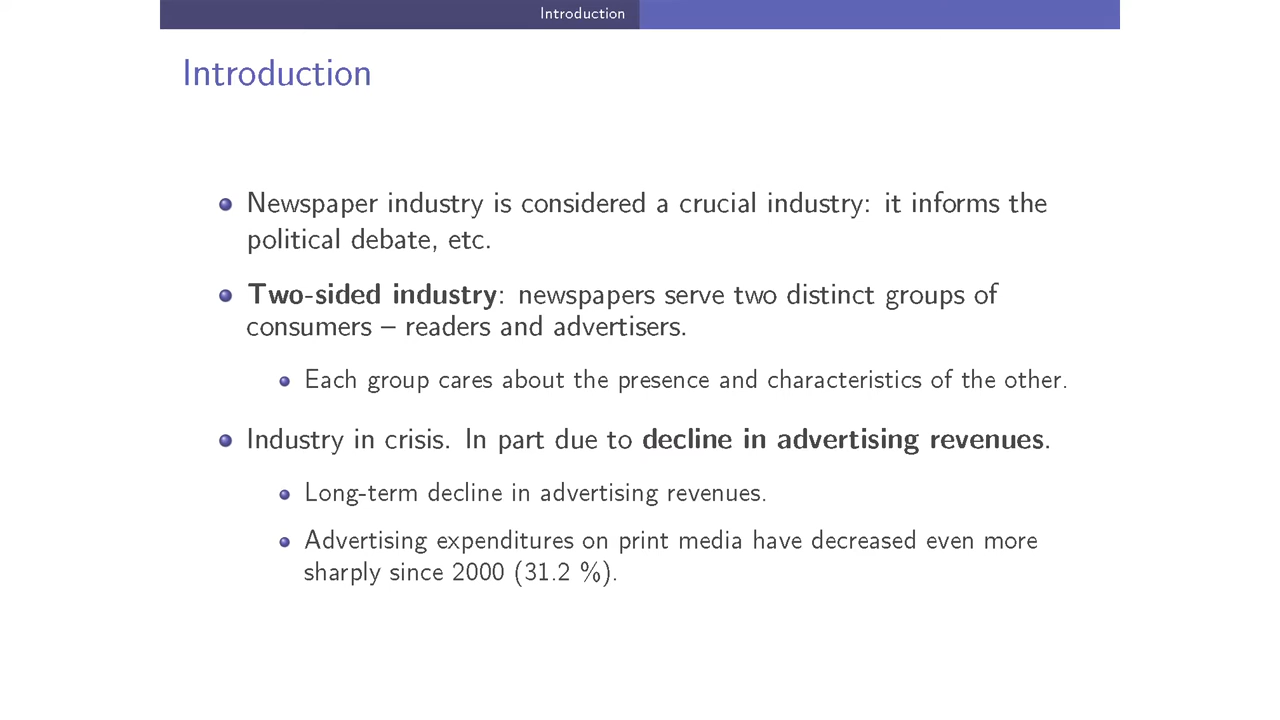 Introduction
Introduction
Newspaper industry is considered a crucial industry: it informs the
political debate, etc.
Two-sided industry: newspapers serve two distinct groups of
consumers – readers and advertisers.
Each group cares about the presence and characteristics of the other.
Industry in crisis. In part due to decline in advertising revenues.
Long-term decline in advertising revenues.
Advertising expenditures on print media have decreased even more
sharply since 2000 (31.2 %).